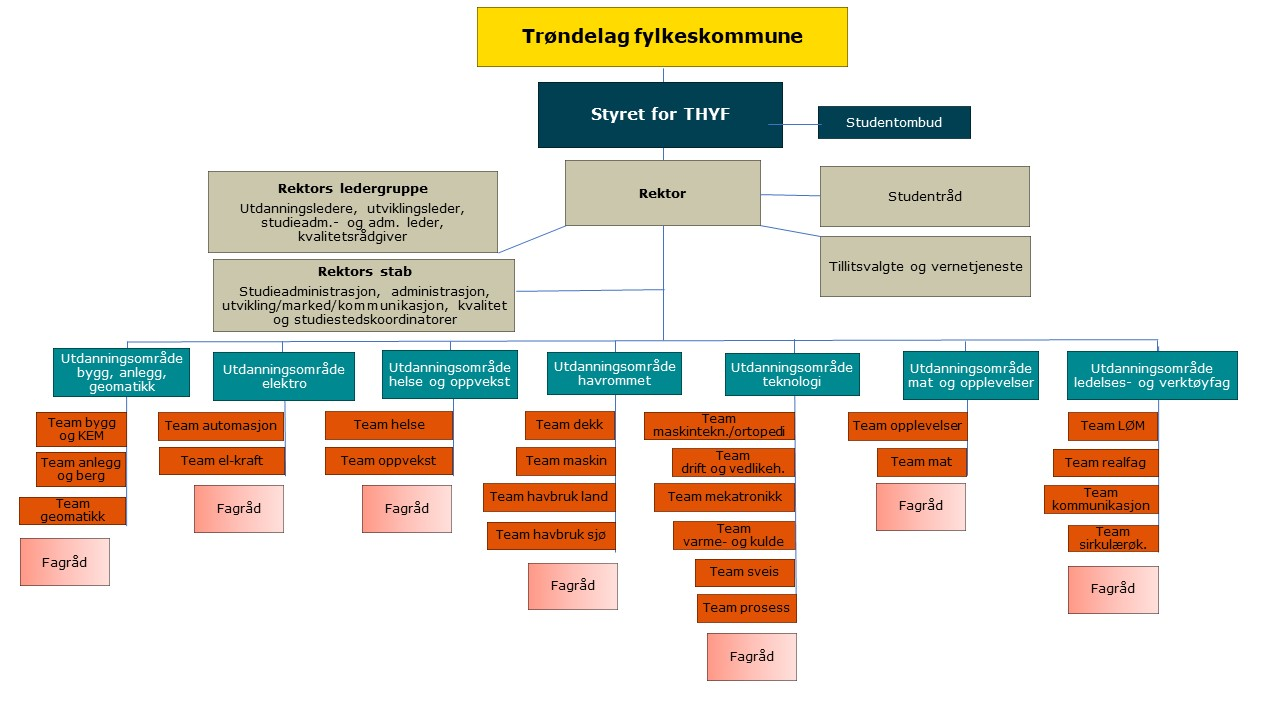 Trøndelag fylkeskommune
Styret for THYF
Studentombud
Rektor
Rektors ledergruppe
Utdanningsledere, utviklingsleder,
studieadm.- og adm. leder,
kvalitetsrådgiver
Studentråd
Rektors stab
Studieadministrasjon, administrasjon,
utvikling/marked/kommunikasjon, kvalitet
og studiestedskoordinatorer
Tillitsvalgte og vernetjeneste
Utdanningsområde
bygg, anlegg,
geomatikk
Team bygg
og KEM
Team anlegg
og berg
Team
geomatikk
Fagråd
Utdanningsområde
elektro
Team automasjon
Team el-kraft
Fagråd
Utdanningsområde
helse og oppvekst
Team helse
Team oppvekst
Fagråd
Utdanningsområde
havrommet
Team dekk
Team maskin
Team havbruk land
Team havbruk sjø
Fagråd
Utdanningsområde
teknologi
Team
maskintekn./ortopedi
Team
drift og vedlikeh.
Team mekatronikk
Team
varme- og kulde
Team sveis
Team prosess
Fagråd
Utdanningsområde
mat og opplevelser
Team opplevelser
Team mat
Fagråd
Utdanningsområde
ledelses- og verktøyfag
Team LØM
Team realfag
Team
kommunikasjon
Team
sirkulærøk.
Fagråd